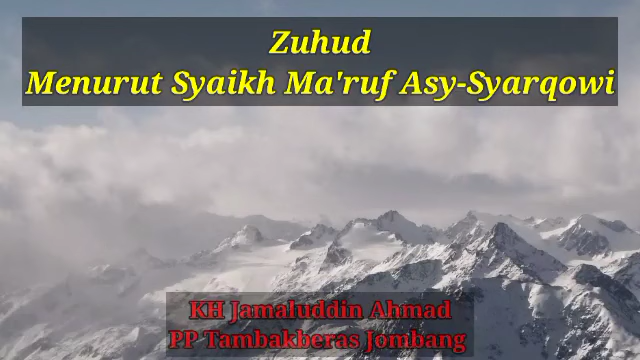 Zuhud
Menurut Syaikh Ma'ruf Asy-Syarqowi
KH Jamaluddin Ahmad
PP Tambakberas Jombang